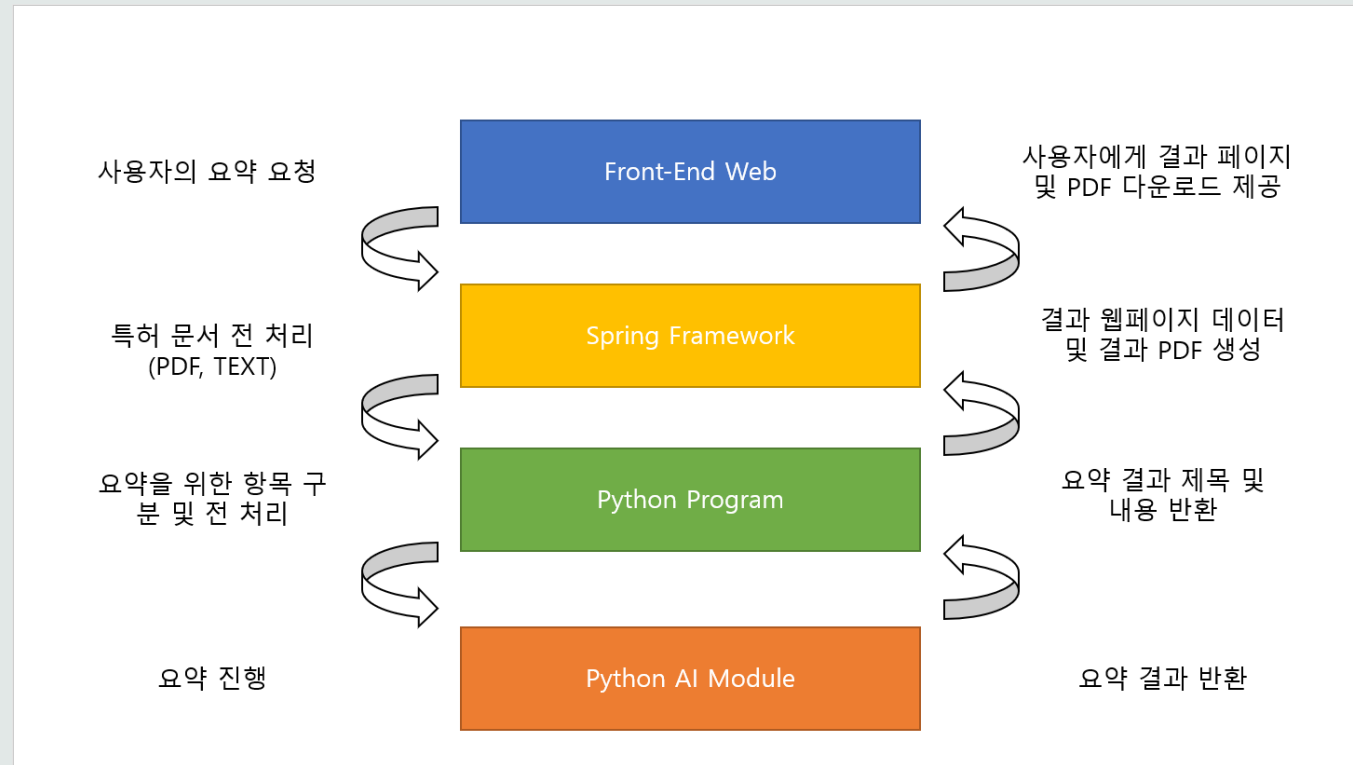 사용자의 요약 요청
Front-End Web
사용자에게 결과 페이지
및 PDF 다운로드 제공
특허 문서 전 처리
(PDF, TEXT)
Spring Framework
결과 웹페이지 데이터
및 결과 PDF 생성
요약을 위한 항목 구
분 및 전 처리
Python Program
요약 결과 제목 및
내용 반환
요약 진행
Python AI Module
요약 결과 반환